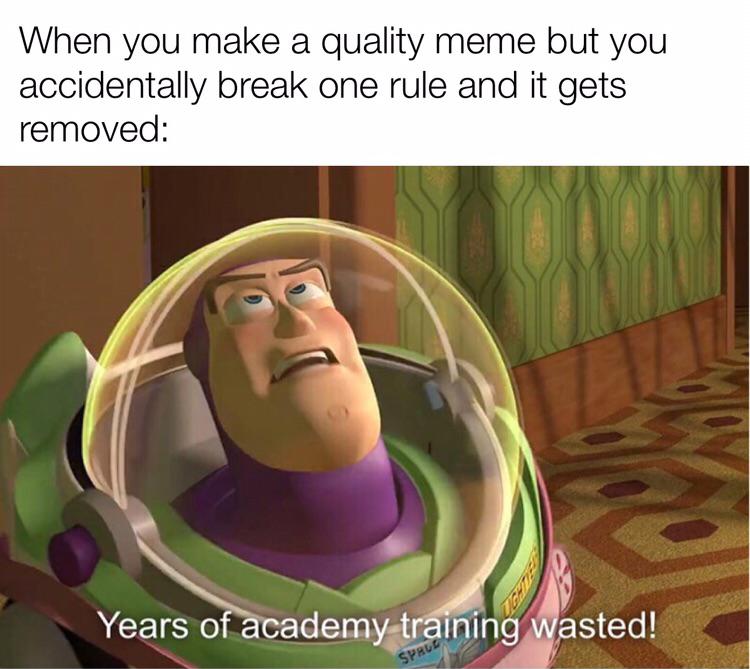 When you make a quality meme but you
accidentally break one rule and it gets
removed:
Years of academy training wasted!
SPACE